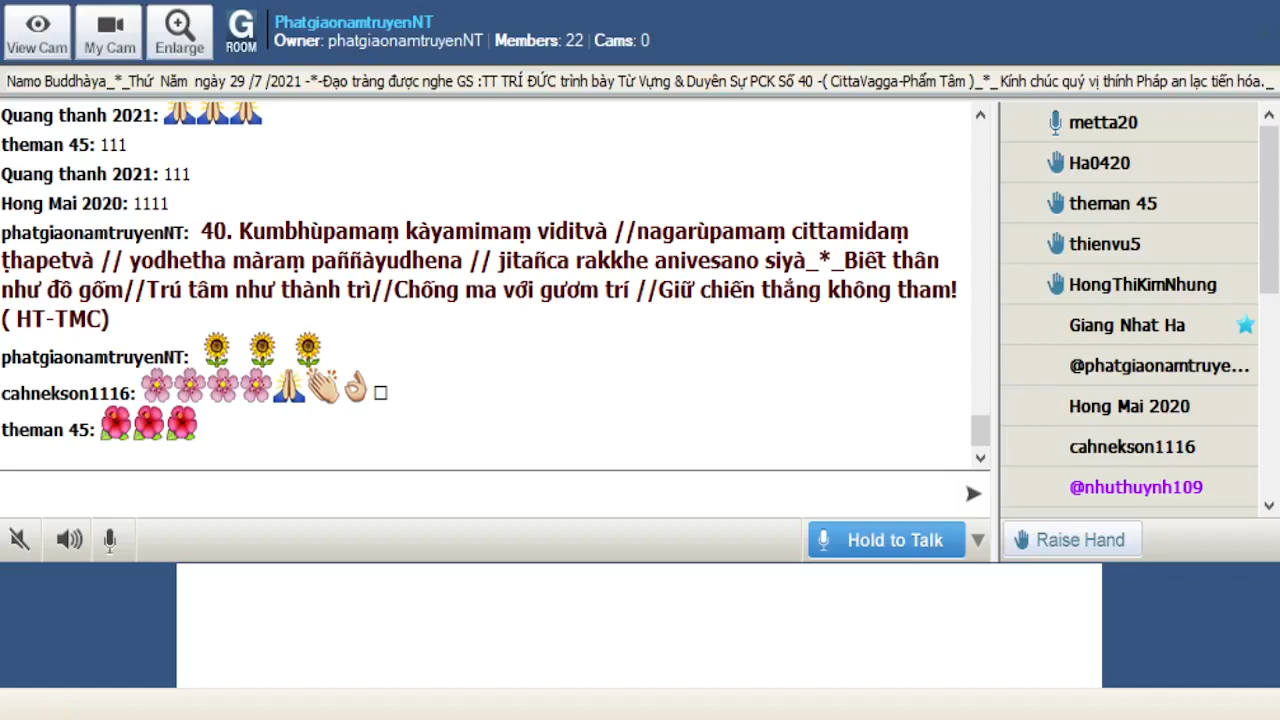 View Cam
My Cam
Enlarge
G
ROOM
PhatgiaonamtruyenNT
Owner: phatgiaonamtruyenNT | Members: 22 | Cams: 0
Namo Buddhàya_*_Thứ Năm ngày 29 /7 /2021 -*-Đạo tràng được nghe GS :TT TRÍ ĐỨC trình bày Từ Vựng & Duyên Sự PCK Số 40 -( CittaVagga-Phẩm Tâm )_*_ Kính chúc quý vị thính Pháp an lạc tiến hóa._
Quang thanh 2021:
theman 45: 111
Quang thanh 2021: 111
Hong Mai 2020: 1111
phatgiaonamtruyenNT: 40. Kumbhùpamaṃ kàyamimaṃ viditvà //nagarùpamaṃ cittamidaṃ
ṭhapetvà // yodhetha màraṃ paññàyudhena // jitañca rakkhe anivesano siyà_*_Biết thân
như đồ gốm//Trú tâm như thành trì//Chống ma với gươm trí //Giữ chiến thắng không tham!
( HT-TMC)
phatgiaonamtruyenNT:
cahnekson1116:
theman 45:
metta20
Ha0420
theman 45
thienvu5
HongThiKimNhung
Giang Nhat Ha
@phatgiaonamtruye...
Hong Mai 2020
cahnekson1116
@nhuthuynh109
Hold to Talk
Raise Hand